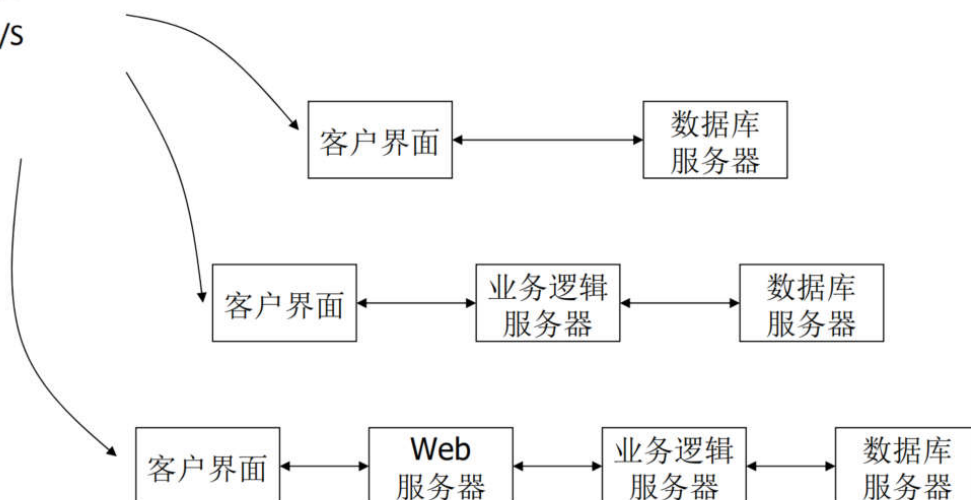 /S
客户界面
数据库
服务器
客户界面
业务逻辑
服务器
数据库
服务器
客户界面
Web
服务器
业务逻辑
服务器
数据库
服务器